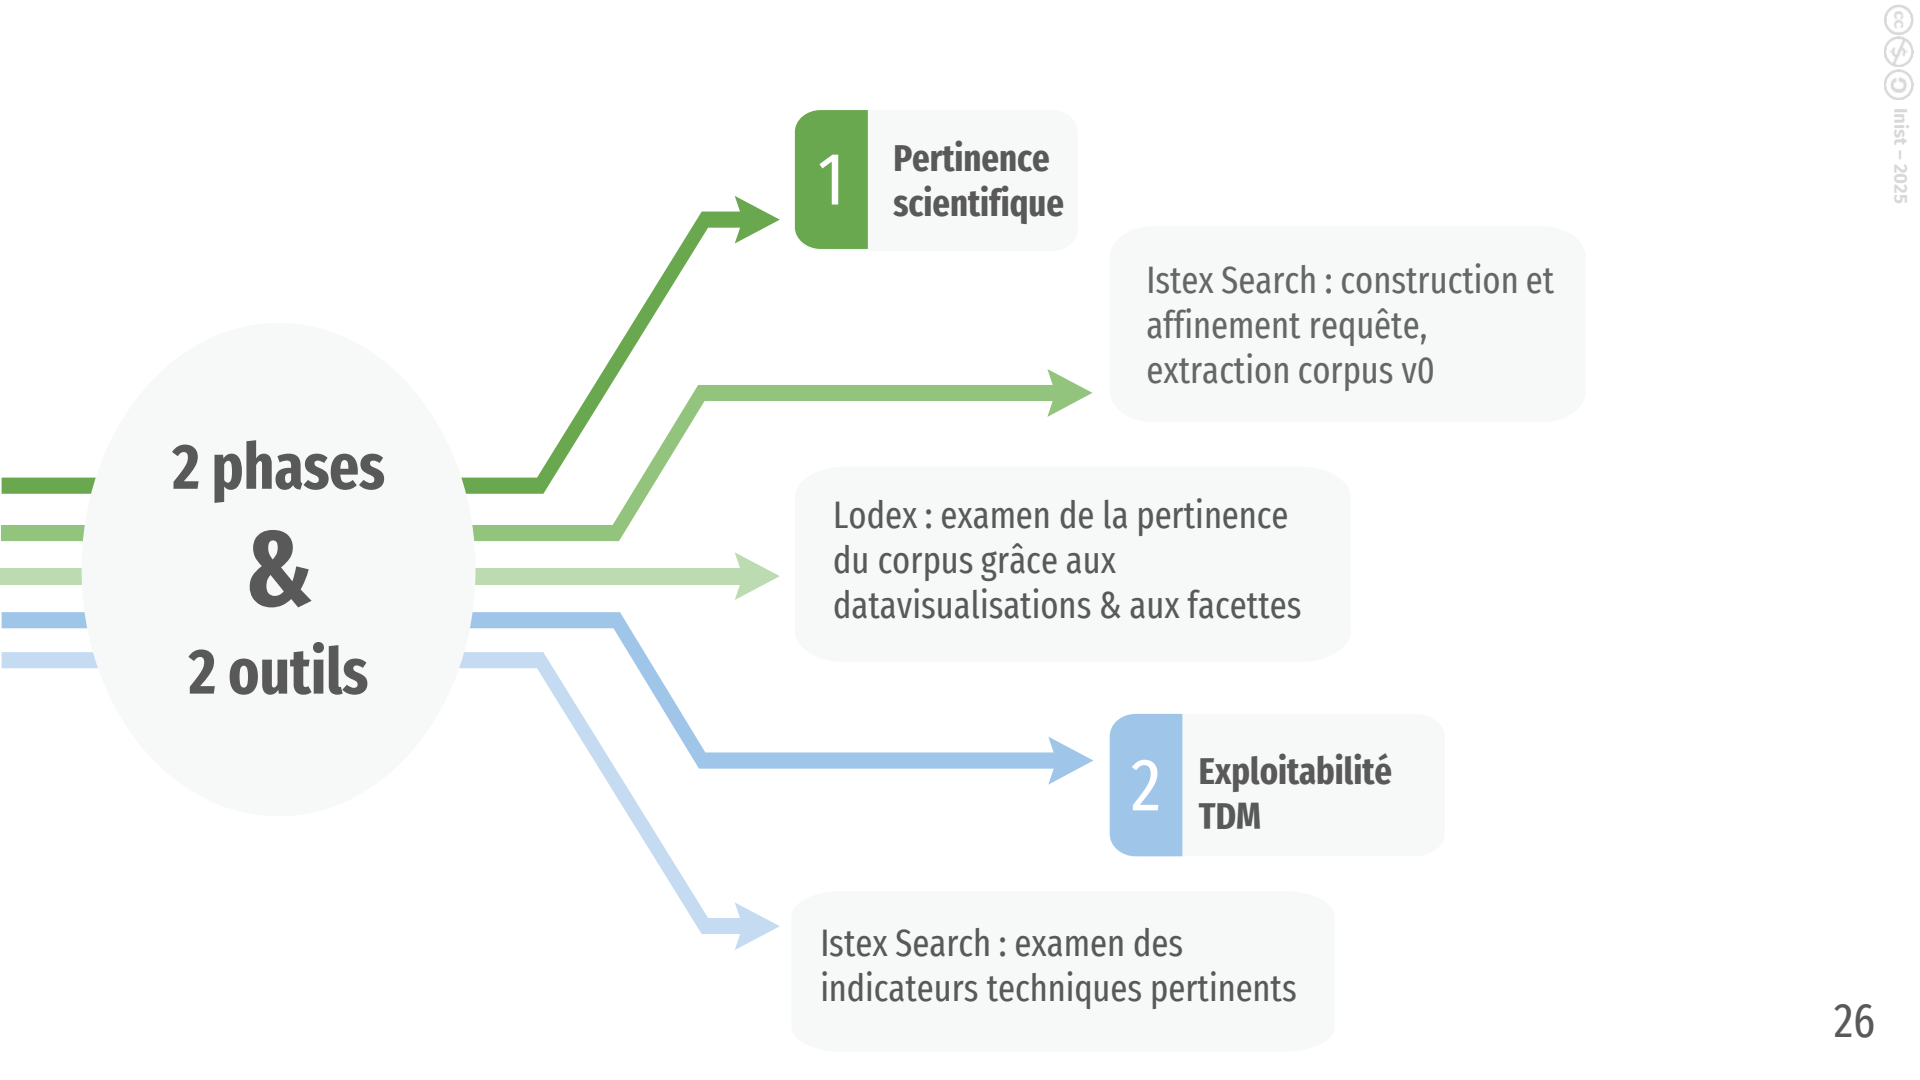 2 phases
&
2 outils
1
Pertinence
scientifique
Istex Search : construction et
affinement requête,
extraction corpus v0
Lodex : examen de la pertinence
du corpus grâce aux
datavisualisations & aux facettes
2
Exploitabilité
TDM
Istex Search : examen des
indicateurs techniques pertinents
cc Inist – 2025
26